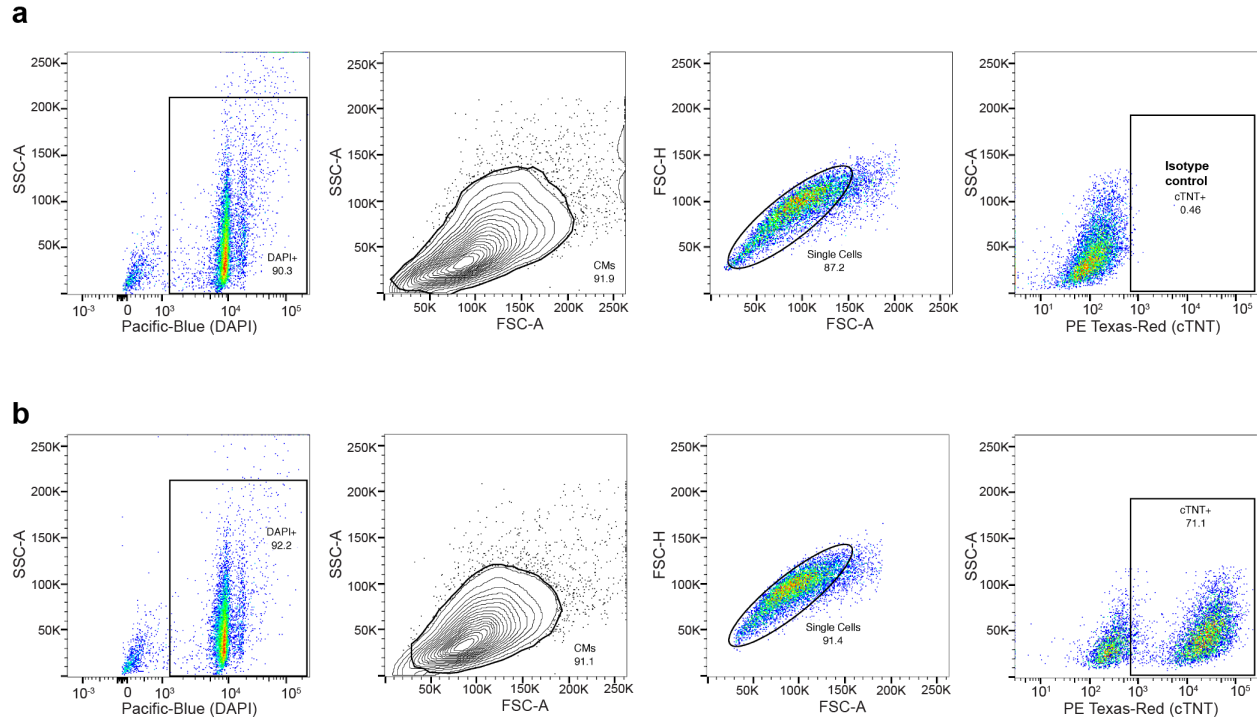 a
250K
200K
150K
100K
50K
SSC-A
DAPI+
90.3
-10³ 0 10³ 10⁴ 10⁵
Pacific-Blue (DAPI)
250K
200K
150K
100K
50K
SSC-A
CMs
91.9
50K 100K 150K 200K 250K
FSC-A
250K
200K
150K
100K
50K
FSC-H
Single Cells
87.2
50K 100K 150K 200K 250K
FSC-A
250K
200K
150K
100K
50K
SSC-A
Isotype
control
cTNT+
0.46
10¹ 10² 10³ 10⁴ 10⁵
PE Texas-Red (cTNT)
b
250K
200K
150K
100K
50K
SSC-A
DAPI+
92.2
-10³ 0 10³ 10⁴ 10⁵
Pacific-Blue (DAPI)
250K
200K
150K
100K
50K
SSC-A
CMs
91.1
50K 100K 150K 200K 250K
FSC-A
250K
200K
150K
100K
50K
FSC-H
Single Cells
91.4
50K 100K 150K 200K 250K
FSC-A
250K
200K
150K
100K
50K
SSC-A
cTNT+
71.1
10¹ 10² 10³ 10⁴ 10⁵
PE Texas-Red (cTNT)